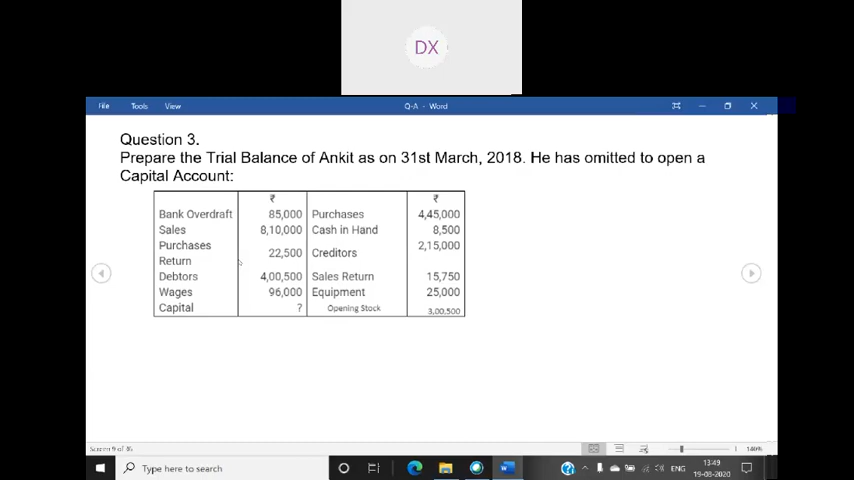 DX
File Tools View Q-A - Word
Question 3.
Prepare the Trial Balance of Ankit as on 31st March, 2018. He has omitted to open a
Capital Account:
₹ ₹
Bank Overdraft 85,000 Purchases 4,45,000
Sales 8,10,000 Cash in Hand 8,500
Purchases Return 22,500 Creditors 2,15,000
Debtors 4,00,500 Sales Return 15,750
Wages 96,000 Equipment 25,000
Capital ? Opening Stock 3,00,500
140%
Type here to search ENG 13:49
19-08-2020